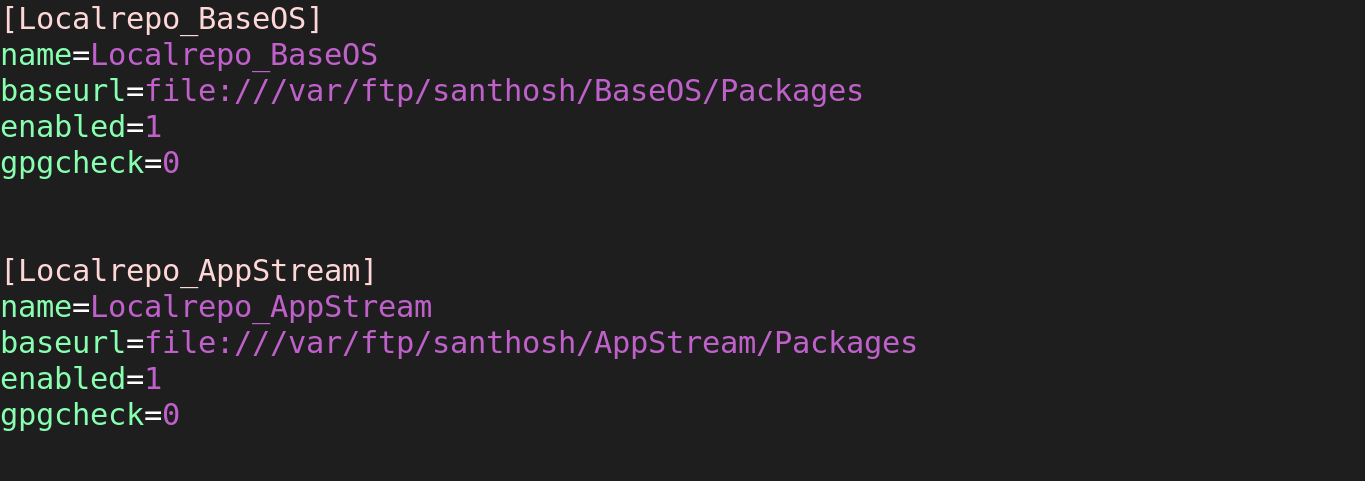 [Localrepo_BaseOS]
name=Localrepo_BaseOS
baseurl=file:///var/ftp/santhosh/BaseOS/Packages
enabled=1
gpgcheck=0
[Localrepo_AppStream]
name=Localrepo_AppStream
baseurl=file:///var/ftp/santhosh/AppStream/Packages
enabled=1
gpgcheck=0